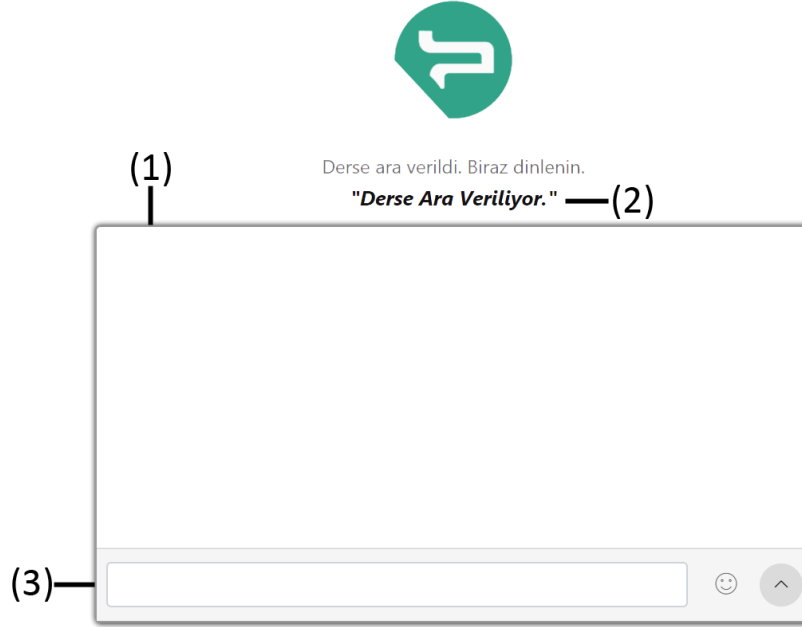 Derse ara verildi. Biraz dinlenin.
(1)
"Derse Ara Veriliyor."
(2)
(3)